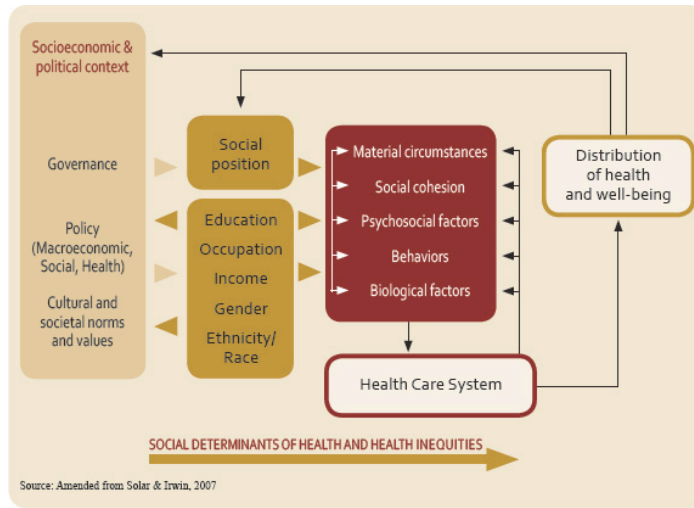 Socioeconomic &
political context
Governance
Policy
(Macroeconomic,
Social, Health)
Cultural and
societal norms
and values
Social
position
Education
Occupation
Income
Gender
Ethnicity/
Race
Material circumstances
Social cohesion
Psychosocial factors
Behaviors
Biological factors
Distribution
of health
and well-being
Health Care System
SOCIAL DETERMINANTS OF HEALTH AND HEALTH INEQUITIES
Source: Amended from Solar & Irwin, 2007